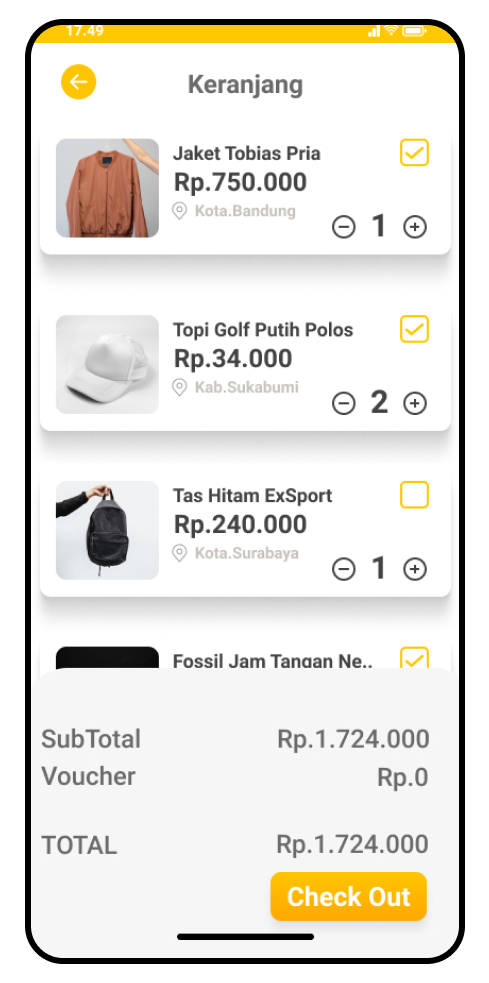 17.49
Keranjang
Jaket Tobias Pria
Rp.750.000
Kota.Bandung
1
Topi Golf Putih Polos
Rp.34.000
Kab.Sukabumi
2
Tas Hitam ExSport
Rp.240.000
Kota.Surabaya
1
Fossil Jam Tangan Ne..
SubTotal Rp.1.724.000
Voucher Rp.0
TOTAL Rp.1.724.000
Check Out